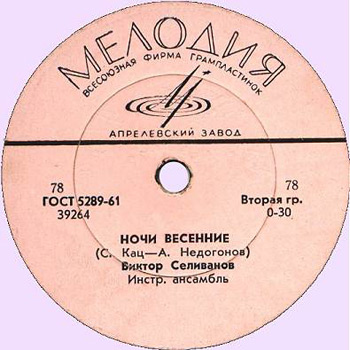 МЕЛОДИЯ
ВСЕСОЮЗНАЯ ФИРМА ГРАМПЛАСТИНОК
АПРЕЛЕВСКИЙ ЗАВОД
78 78
ГОСТ 5289-61 Вторая гр.
39264 0-30
НОЧИ ВЕСЕННИЕ
(С. Кац—А. Недогонов)
Виктор Селиванов
Инстр. ансамбль